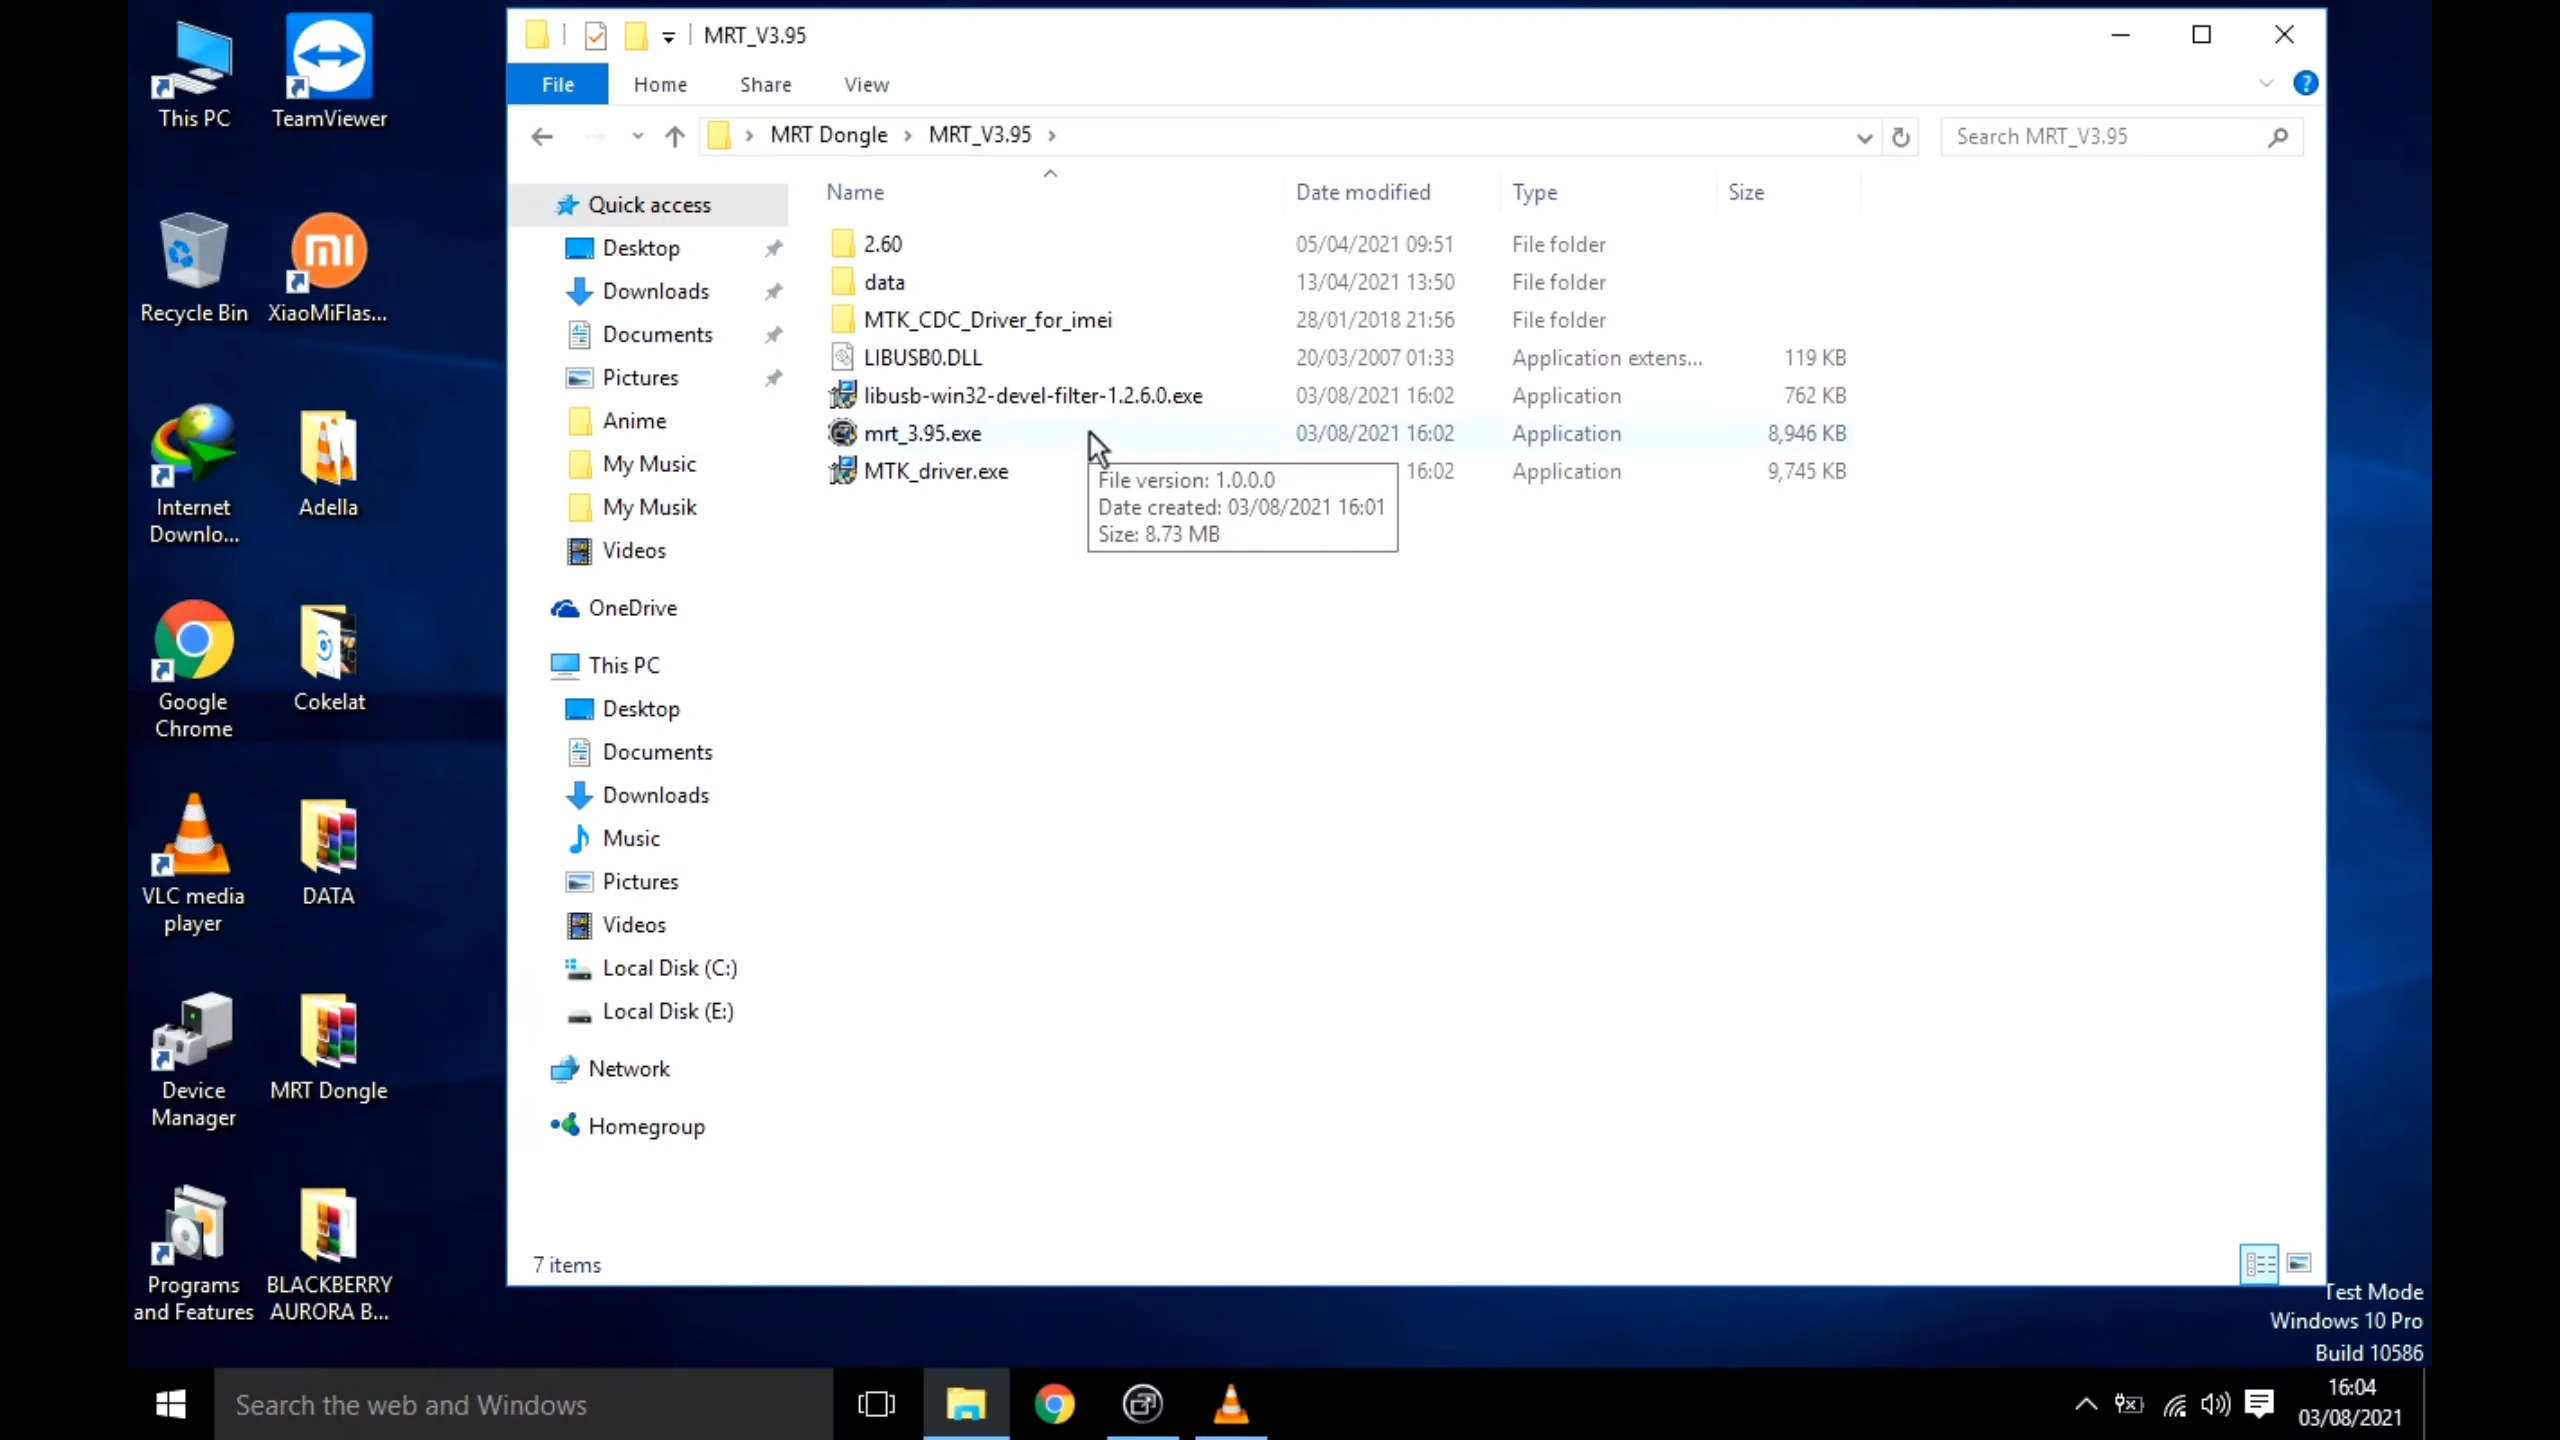 This PC
TeamViewer
Recycle Bin
XiaoMiFlas...
Internet
Downlo...
Adella
Google
Chrome
Cokelat
VLC media
player
DATA
Device
Manager
MRT Dongle
Programs
and Features
BLACKBERRY
AURORA B...
MRT_V3.95
File Home Share View
MRT Dongle > MRT_V3.95 >
Search MRT_V3.95
Quick access
Desktop
Downloads
Documents
Pictures
Anime
My Music
My Musik
Videos
OneDrive
This PC
Desktop
Documents
Downloads
Music
Pictures
Videos
Local Disk (C:)
Local Disk (E:)
Network
Homegroup
Name Date modified Type Size
2.60 05/04/2021 09:51 File folder
data 13/04/2021 13:50 File folder
MTK_CDC_Driver_for_imei 28/01/2018 21:56 File folder
LIBUSB0.DLL 20/03/2007 01:33 Application extens... 119 KB
libusb-win32-devel-filter-1.2.6.0.exe 03/08/2021 16:02 Application 762 KB
mrt_3.95.exe 03/08/2021 16:02 Application 8,946 KB
MTK_driver.exe 16:02 Application 9,745 KB
File version: 1.0.0.0
Date created: 03/08/2021 16:01
Size: 8.73 MB
7 items
Test Mode
Windows 10 Pro
Build 10586
Search the web and Windows
16:04
03/08/2021